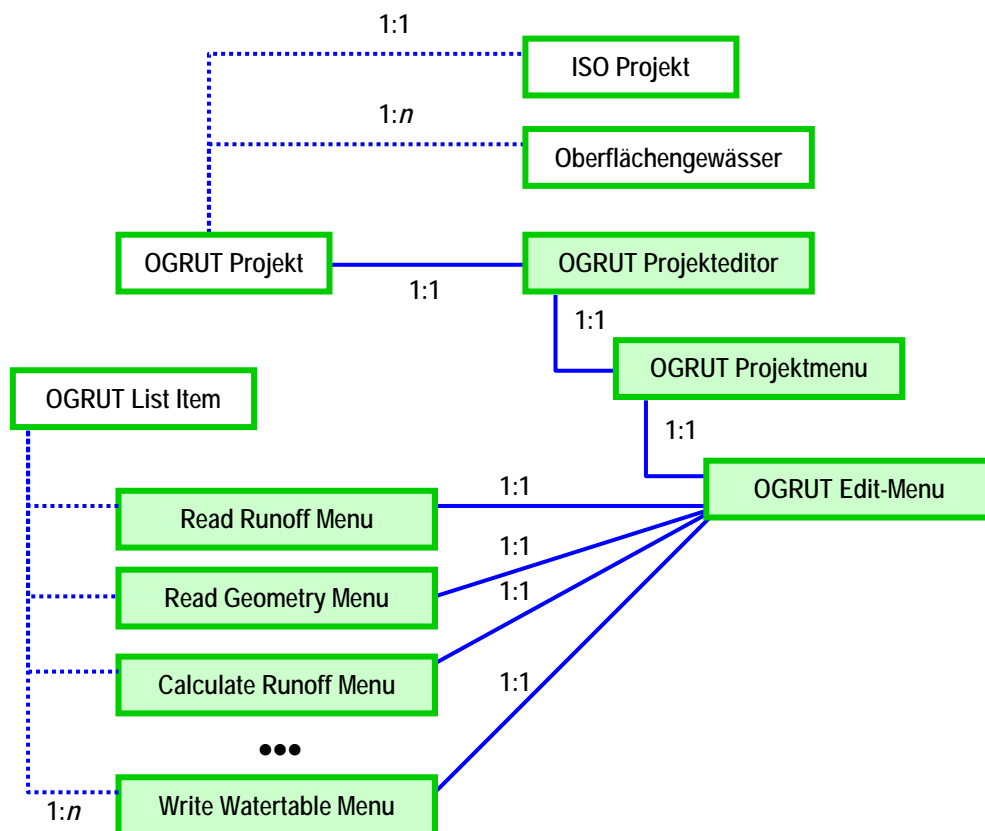 1:1
ISO Projekt
1:n
Oberflächengewässer
OGRUT Projekt
OGRUT Projekteditor
1:1
1:1
OGRUT Projektmenu
OGRUT List Item
1:1
OGRUT Edit-Menu
1:1
Read Runoff Menu
1:1
Read Geometry Menu
1:1
Calculate Runoff Menu
1:1
•••
Write Watertable Menu
1:n